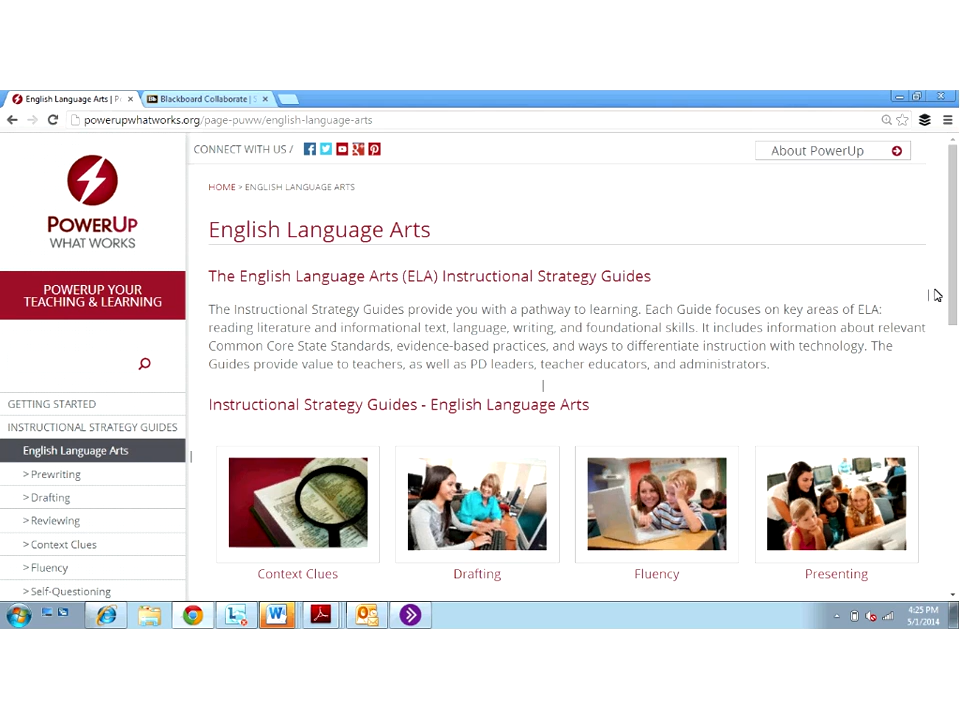 English Language Arts | P
Blackboard Collaborate | S
powerupwhatworks.org/page-puww/english-language-arts
CONNECT WITH US /
About PowerUp
POWERUP
WHAT WORKS
HOME > ENGLISH LANGUAGE ARTS
English Language Arts
POWERUP YOUR
TEACHING & LEARNING
The English Language Arts (ELA) Instructional Strategy Guides
The Instructional Strategy Guides provide you with a pathway to learning. Each Guide focuses on key areas of ELA:
reading literature and informational text, language, writing, and foundational skills. It includes information about relevant
Common Core State Standards, evidence-based practices, and ways to differentiate instruction with technology. The
Guides provide value to teachers, as well as PD leaders, teacher educators, and administrators.
Instructional Strategy Guides - English Language Arts
GETTING STARTED
INSTRUCTIONAL STRATEGY GUIDES
English Language Arts
> Prewriting
> Drafting
> Reviewing
> Context Clues
> Fluency
> Self-Questioning
Context Clues
Drafting
Fluency
Presenting
4:25 PM
5/1/2014